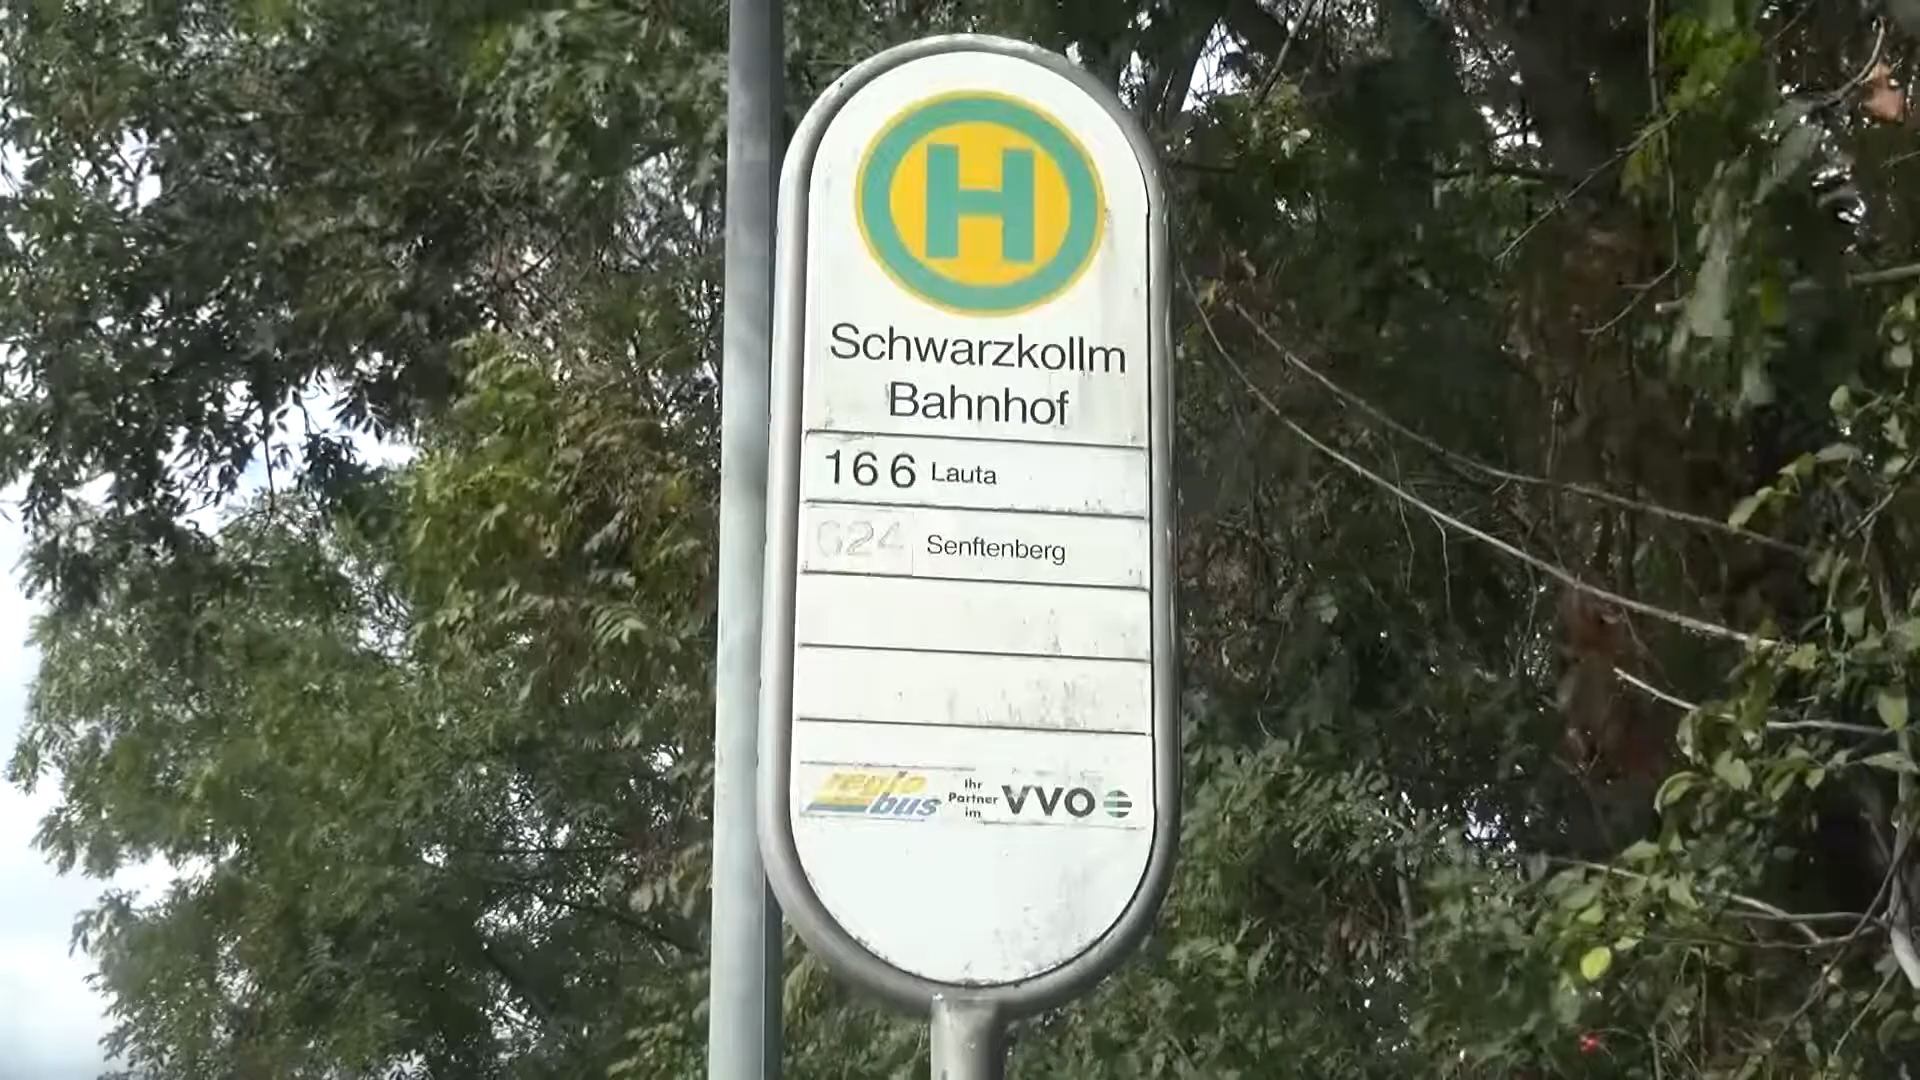 H
Schwarzkollm
Bahnhof
166 Lauta
624 Senftenberg
regio
bus
Ihr
Partner
im
VVO